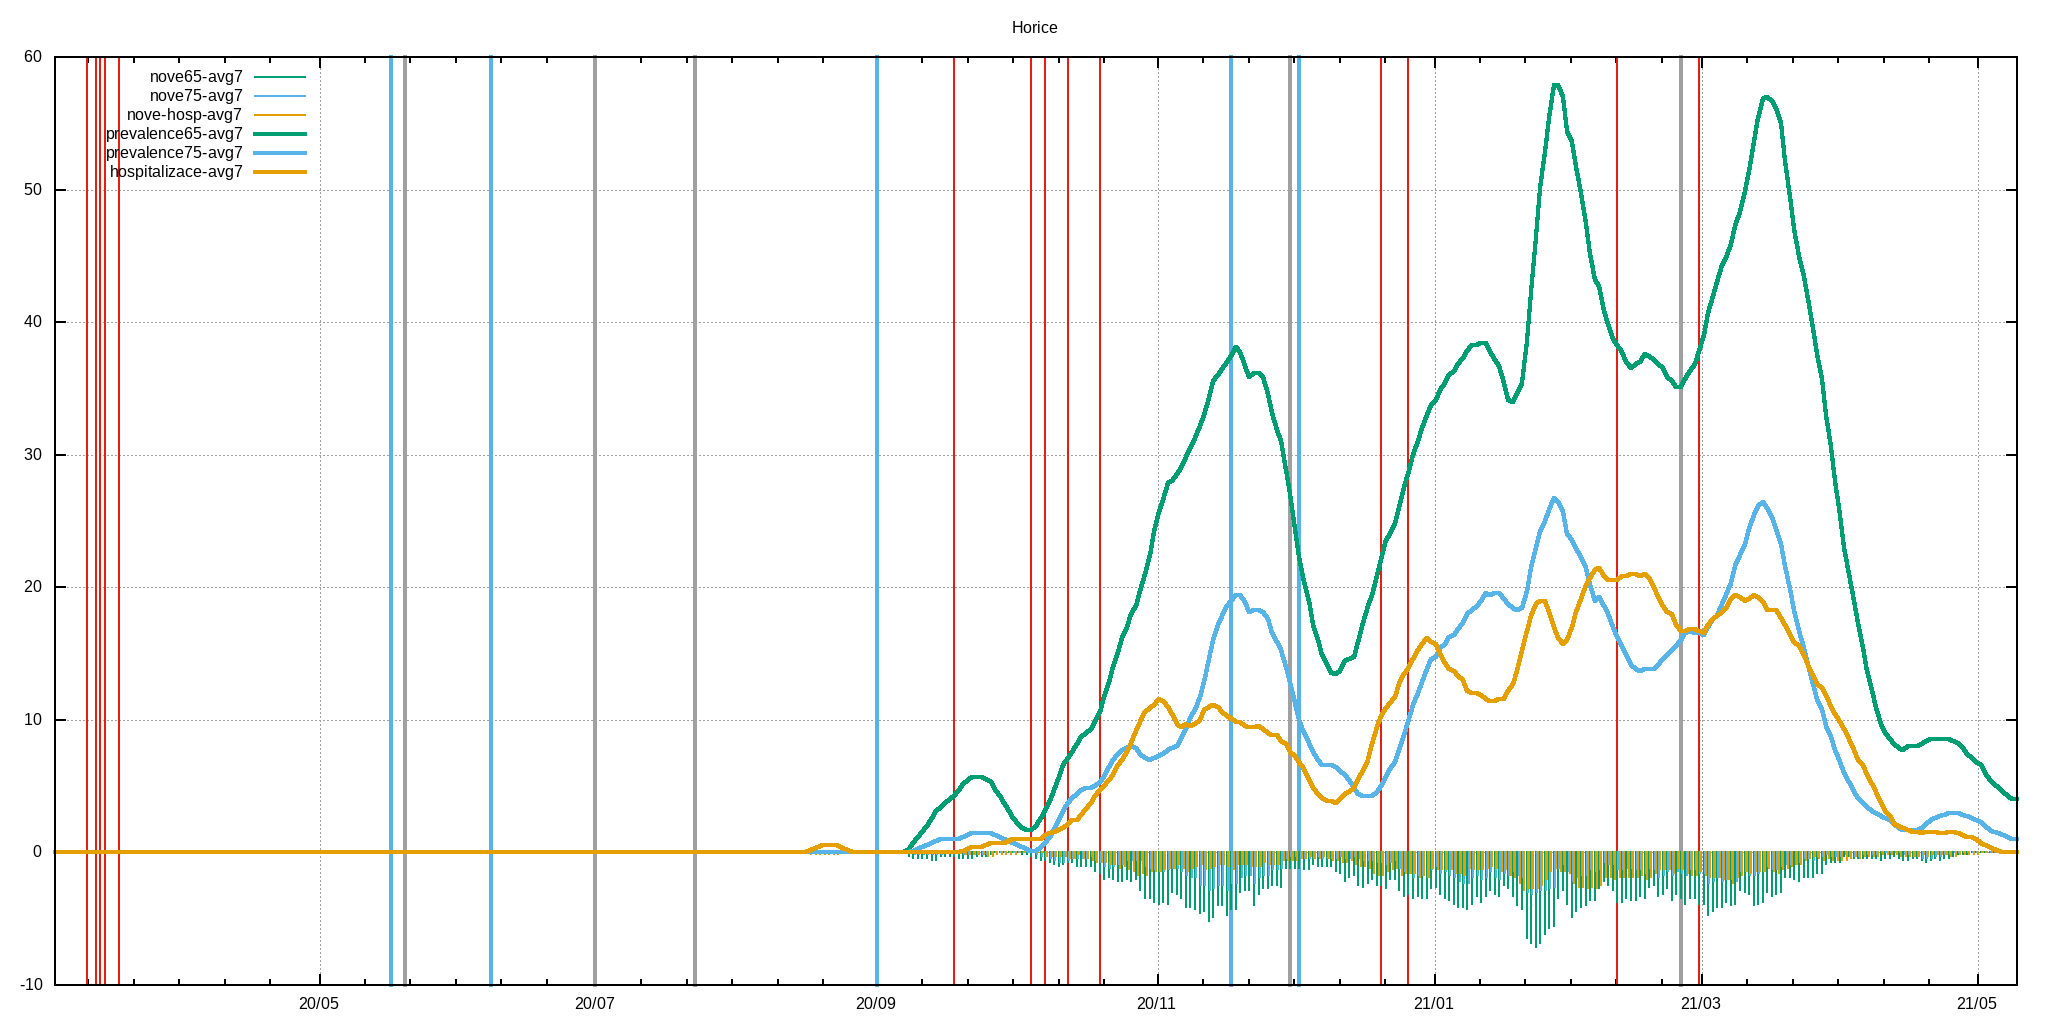 Horice
60
nove65-avg7
nove75-avg7
nove-hosp-avg7
prevalence65-avg7
prevalence75-avg7
hospitalizace-avg7
50
40
30
20
10
0
-10
20/05 20/07 20/09 20/11 21/01 21/03 21/05